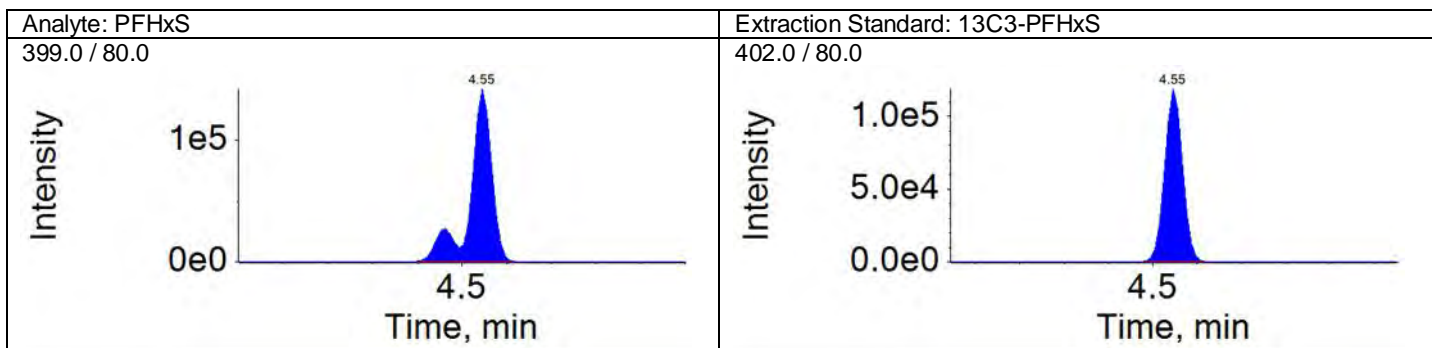 Analyte: PFHxS
Extraction Standard: 13C3-PFHxS
399.0 / 80.0
402.0 / 80.0
4.55
Intensity
1e5
0e0
4.5
Time, min
4.55
Intensity
1.0e5
5.0e4
0.0e0
4.5
Time, min